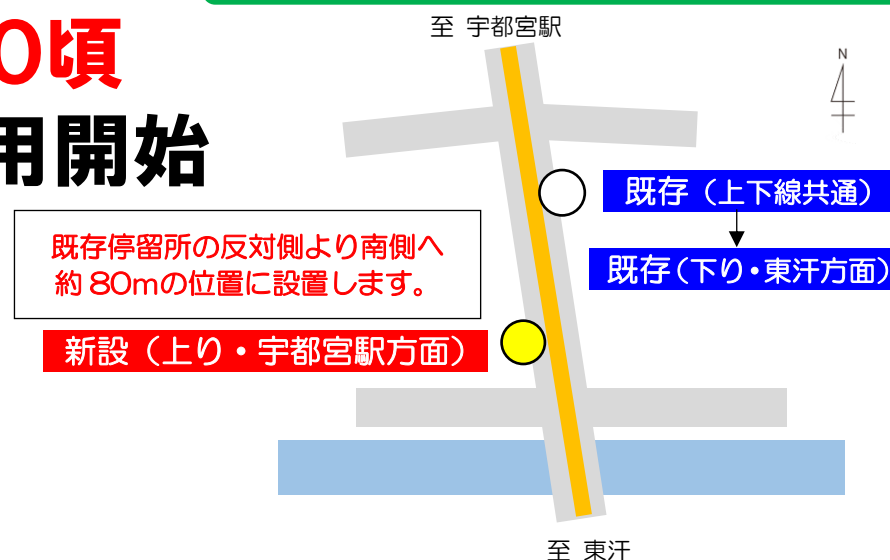 至 宇都宮駅
0頃
N
用開始
既存（上下線共通）
既存停留所の反対側より南側へ
約80mの位置に設置します。
既存（下り・東汗方面）
新設（上り・宇都宮駅方面）
至 東汗